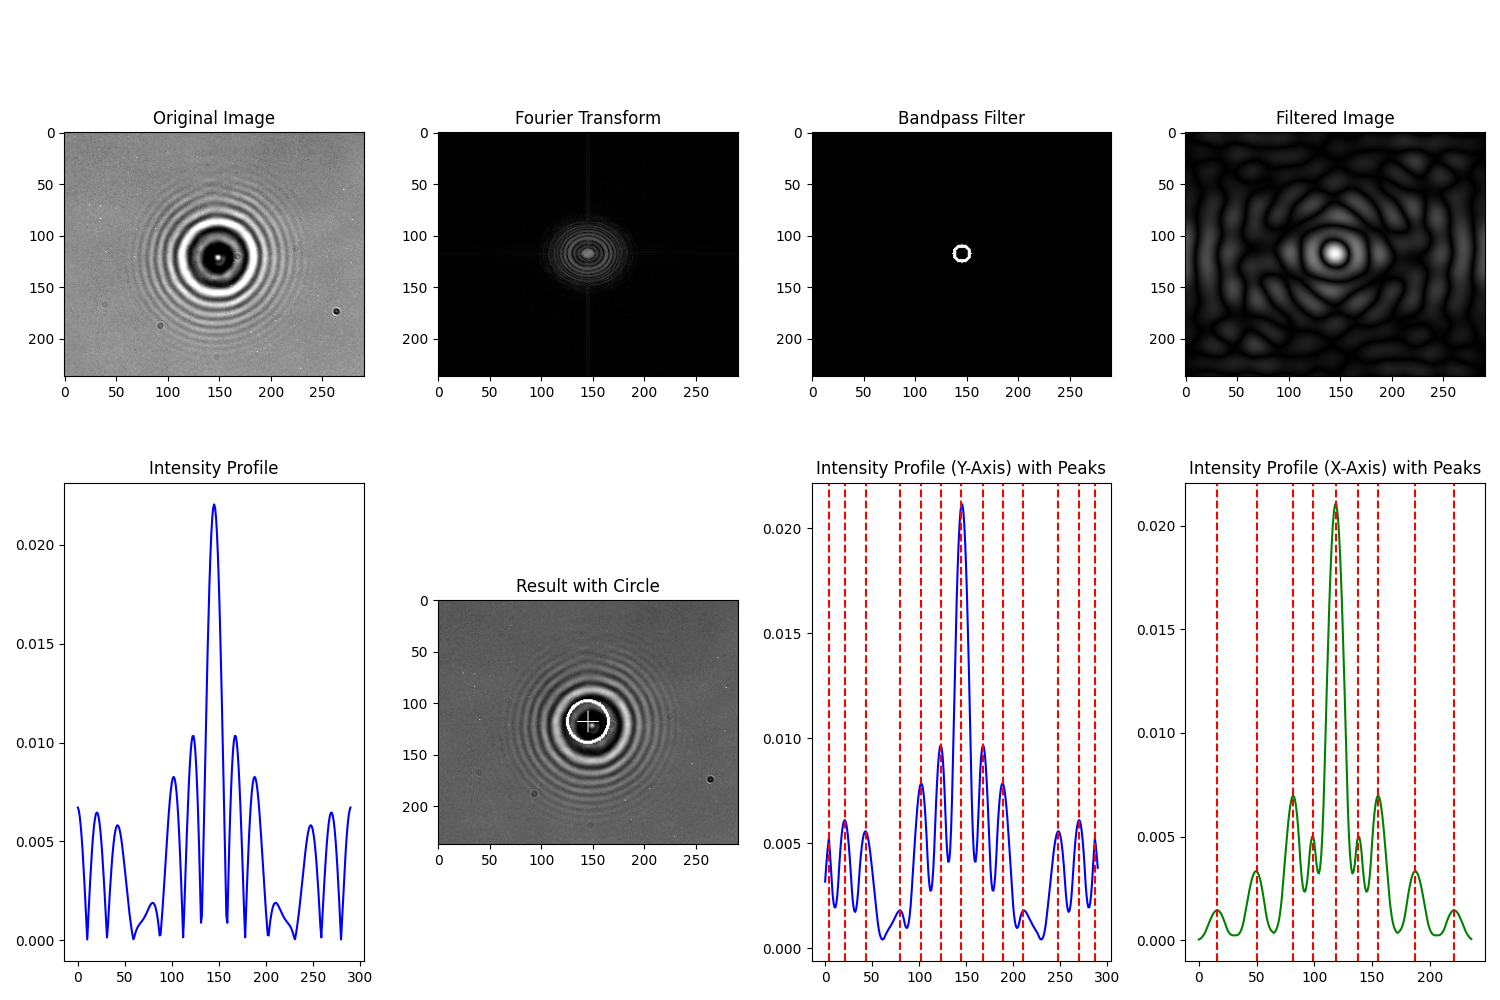 Original Image
0
50
100
150
200
0 50 100 150 200 250
Fourier Transform
0
50
100
150
200
0 50 100 150 200 250
Bandpass Filter
0
50
100
150
200
0 50 100 150 200 250
Filtered Image
0
50
100
150
200
0 50 100 150 200 250
Intensity Profile
0.020
0.015
0.010
0.005
0.000
0 50 100 150 200 250 300
Result with Circle
0
50
100
150
200
0 50 100 150 200 250
Intensity Profile (Y-Axis) with Peaks
0.020
0.015
0.010
0.005
0.000
0 50 100 150 200 250 300
Intensity Profile (X-Axis) with Peaks
0.020
0.015
0.010
0.005
0.000
0 50 100 150 200